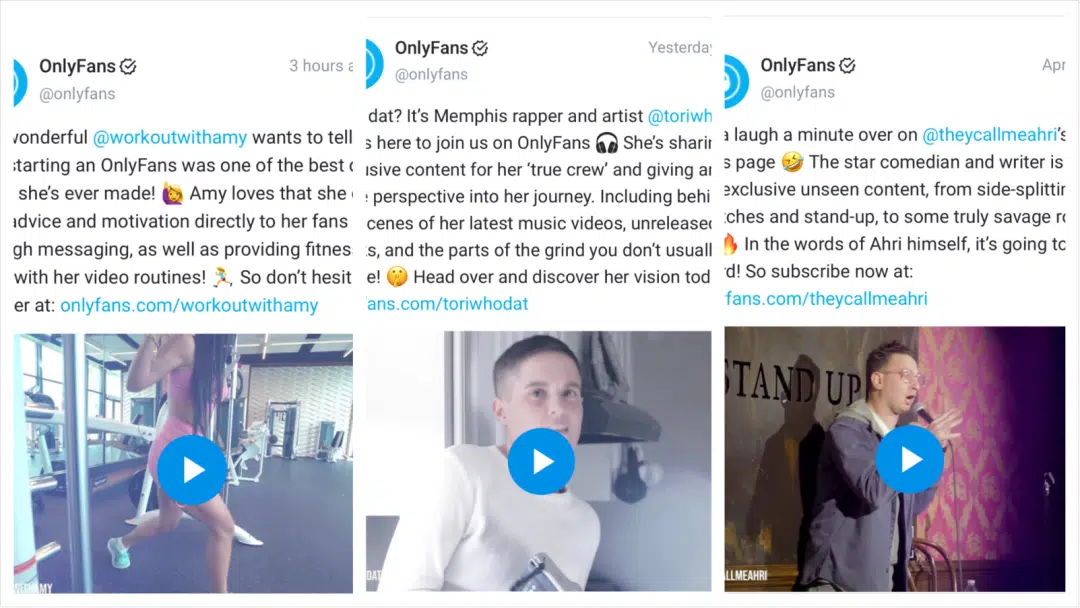 OnlyFans
3 hours a
@onlyfans
wonderful @workoutwithamy wants to tell
starting an OnlyFans was one of the best d
she's ever made! 🙋‍♀️ Amy loves that she c
advice and motivation directly to her fans
gh messaging, as well as providing fitness
with her video routines! 🏃‍♀️ So don't hesit
er at: onlyfans.com/workoutwithamy
AMY
OnlyFans
Yesterday
@onlyfans
dat? It's Memphis rapper and artist @toriwh
s here to join us on OnlyFans 🎧 She's sharin
usive content for her 'true crew' and giving an
e perspective into her journey. Including behi
cenes of her latest music videos, unreleased
s, and the parts of the grind you don't usuall
e! 🤫 Head over and discover her vision tod
fans.com/toriwhodat
DAT
OnlyFans
Apr
@onlyfans
a laugh a minute over on @theycallmeahri's
s page 🤣 The star comedian and writer is
exclusive unseen content, from side-splittin
tches and stand-up, to some truly savage ro
🔥 In the words of Ahri himself, it's going to
rd! So subscribe now at:
fans.com/theycallmeahri
STAND UP
ALLMEAHRI